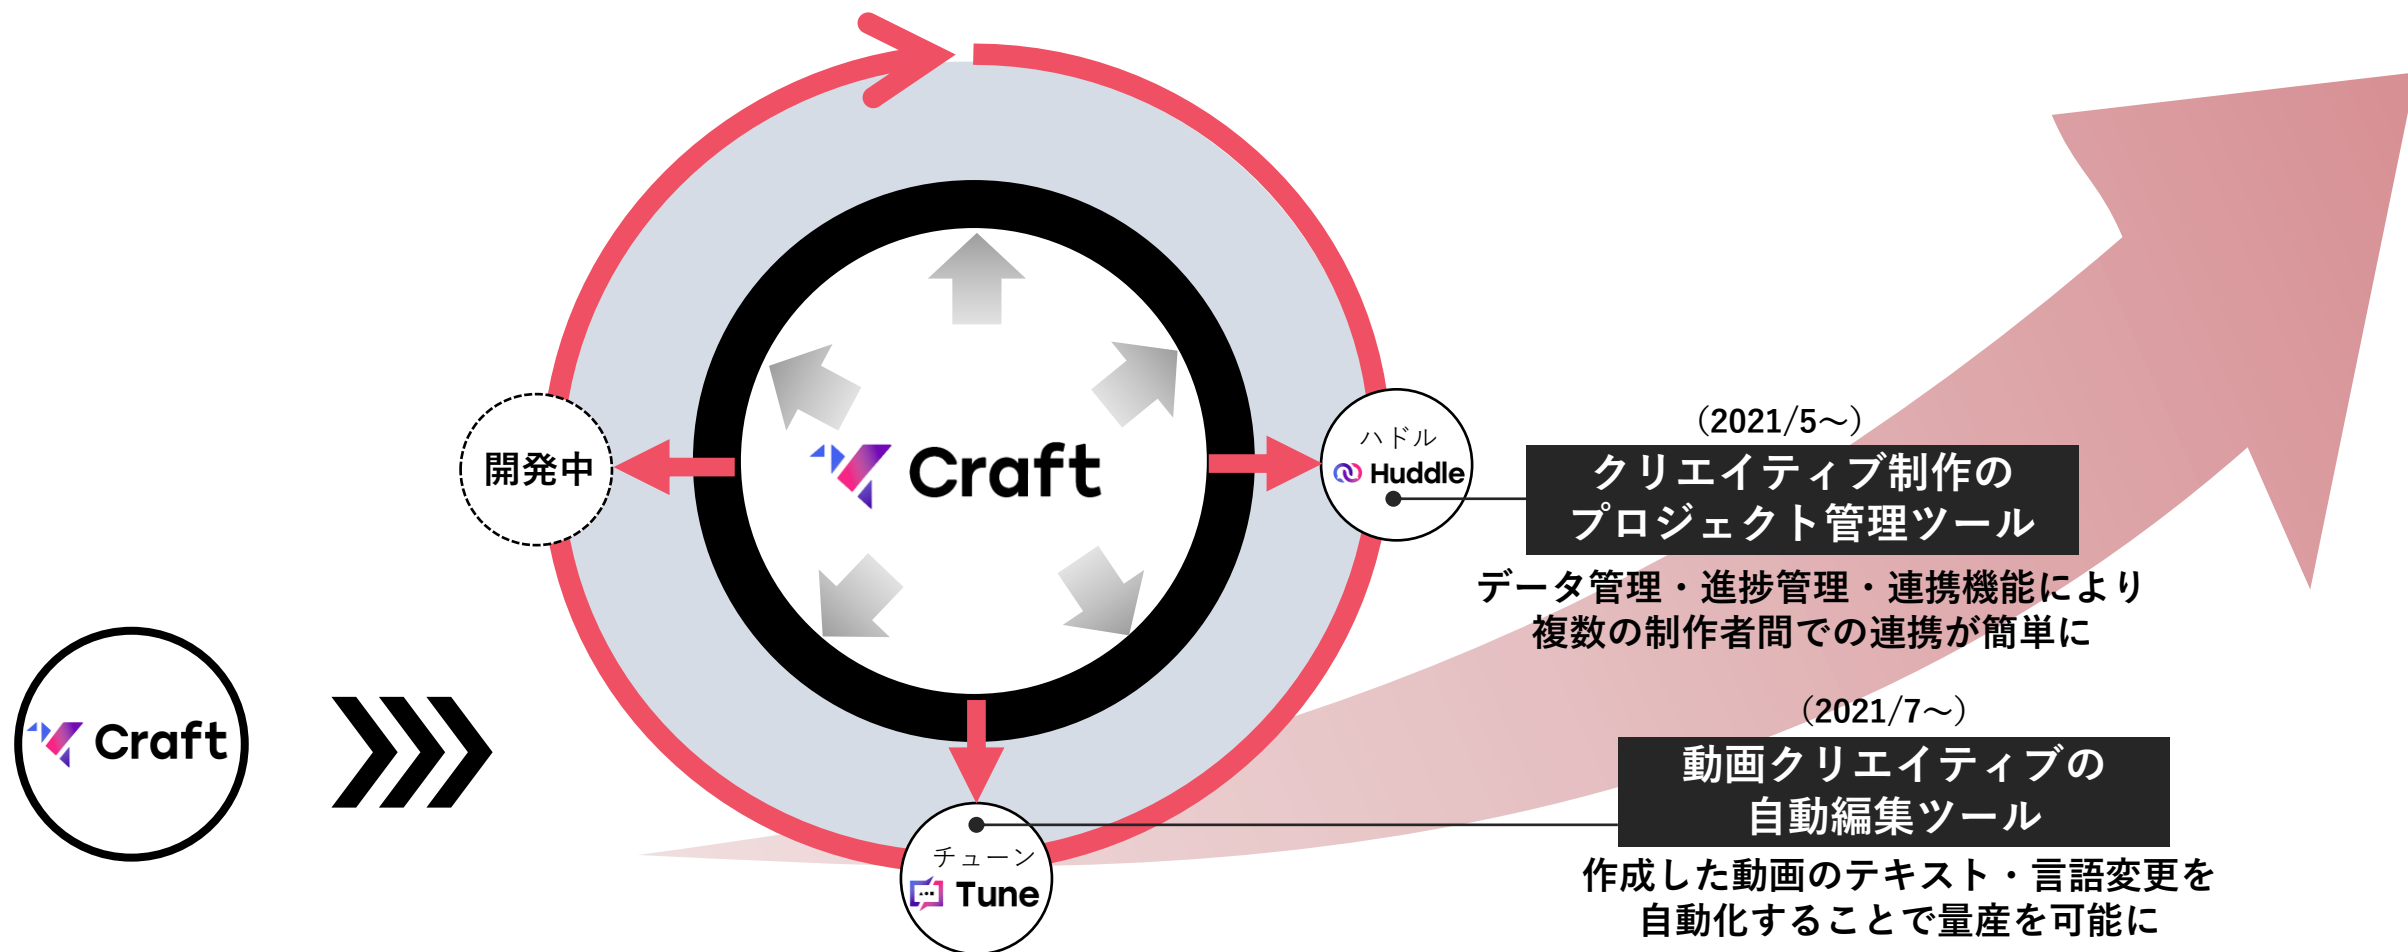 Craft
開発中
Craft
ハドル
Huddle
(2021/5～)
クリエイティブ制作の
プロジェクト管理ツール
データ管理・進捗管理・連携機能により
複数の制作者間での連携が簡単に
チューン
Tune
(2021/7～)
動画クリエイティブの
自動編集ツール
作成した動画のテキスト・言語変更を
自動化することで量産を可能に